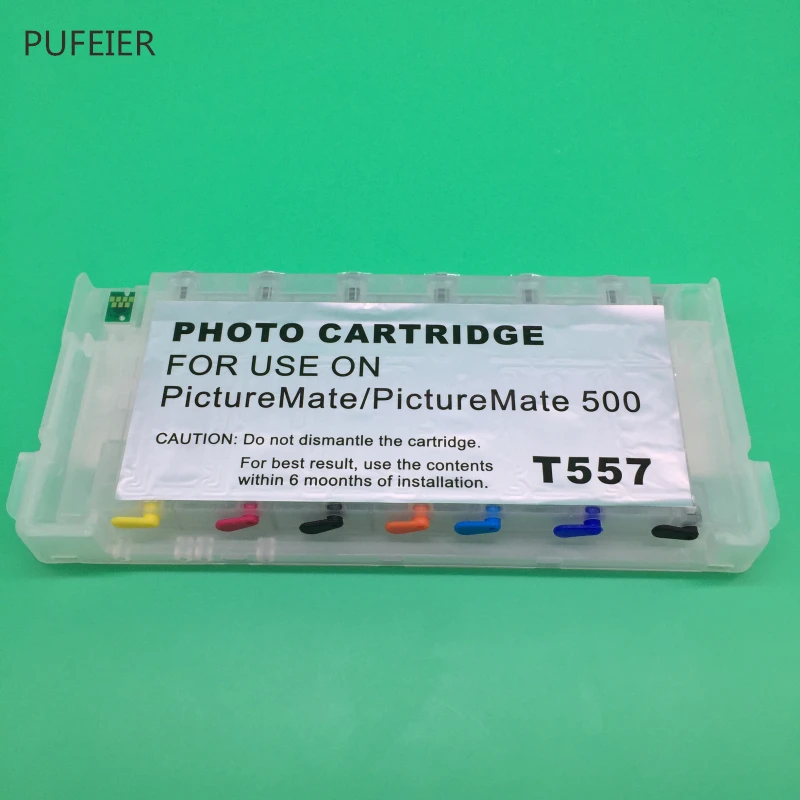 PUFEIER
PHOTO CARTRIDGE
FOR USE ON
PictureMate/PictureMate 500
CAUTION: Do not dismantle the cartridge.
For best result, use the contents
within 6 moonths of installation.
T557